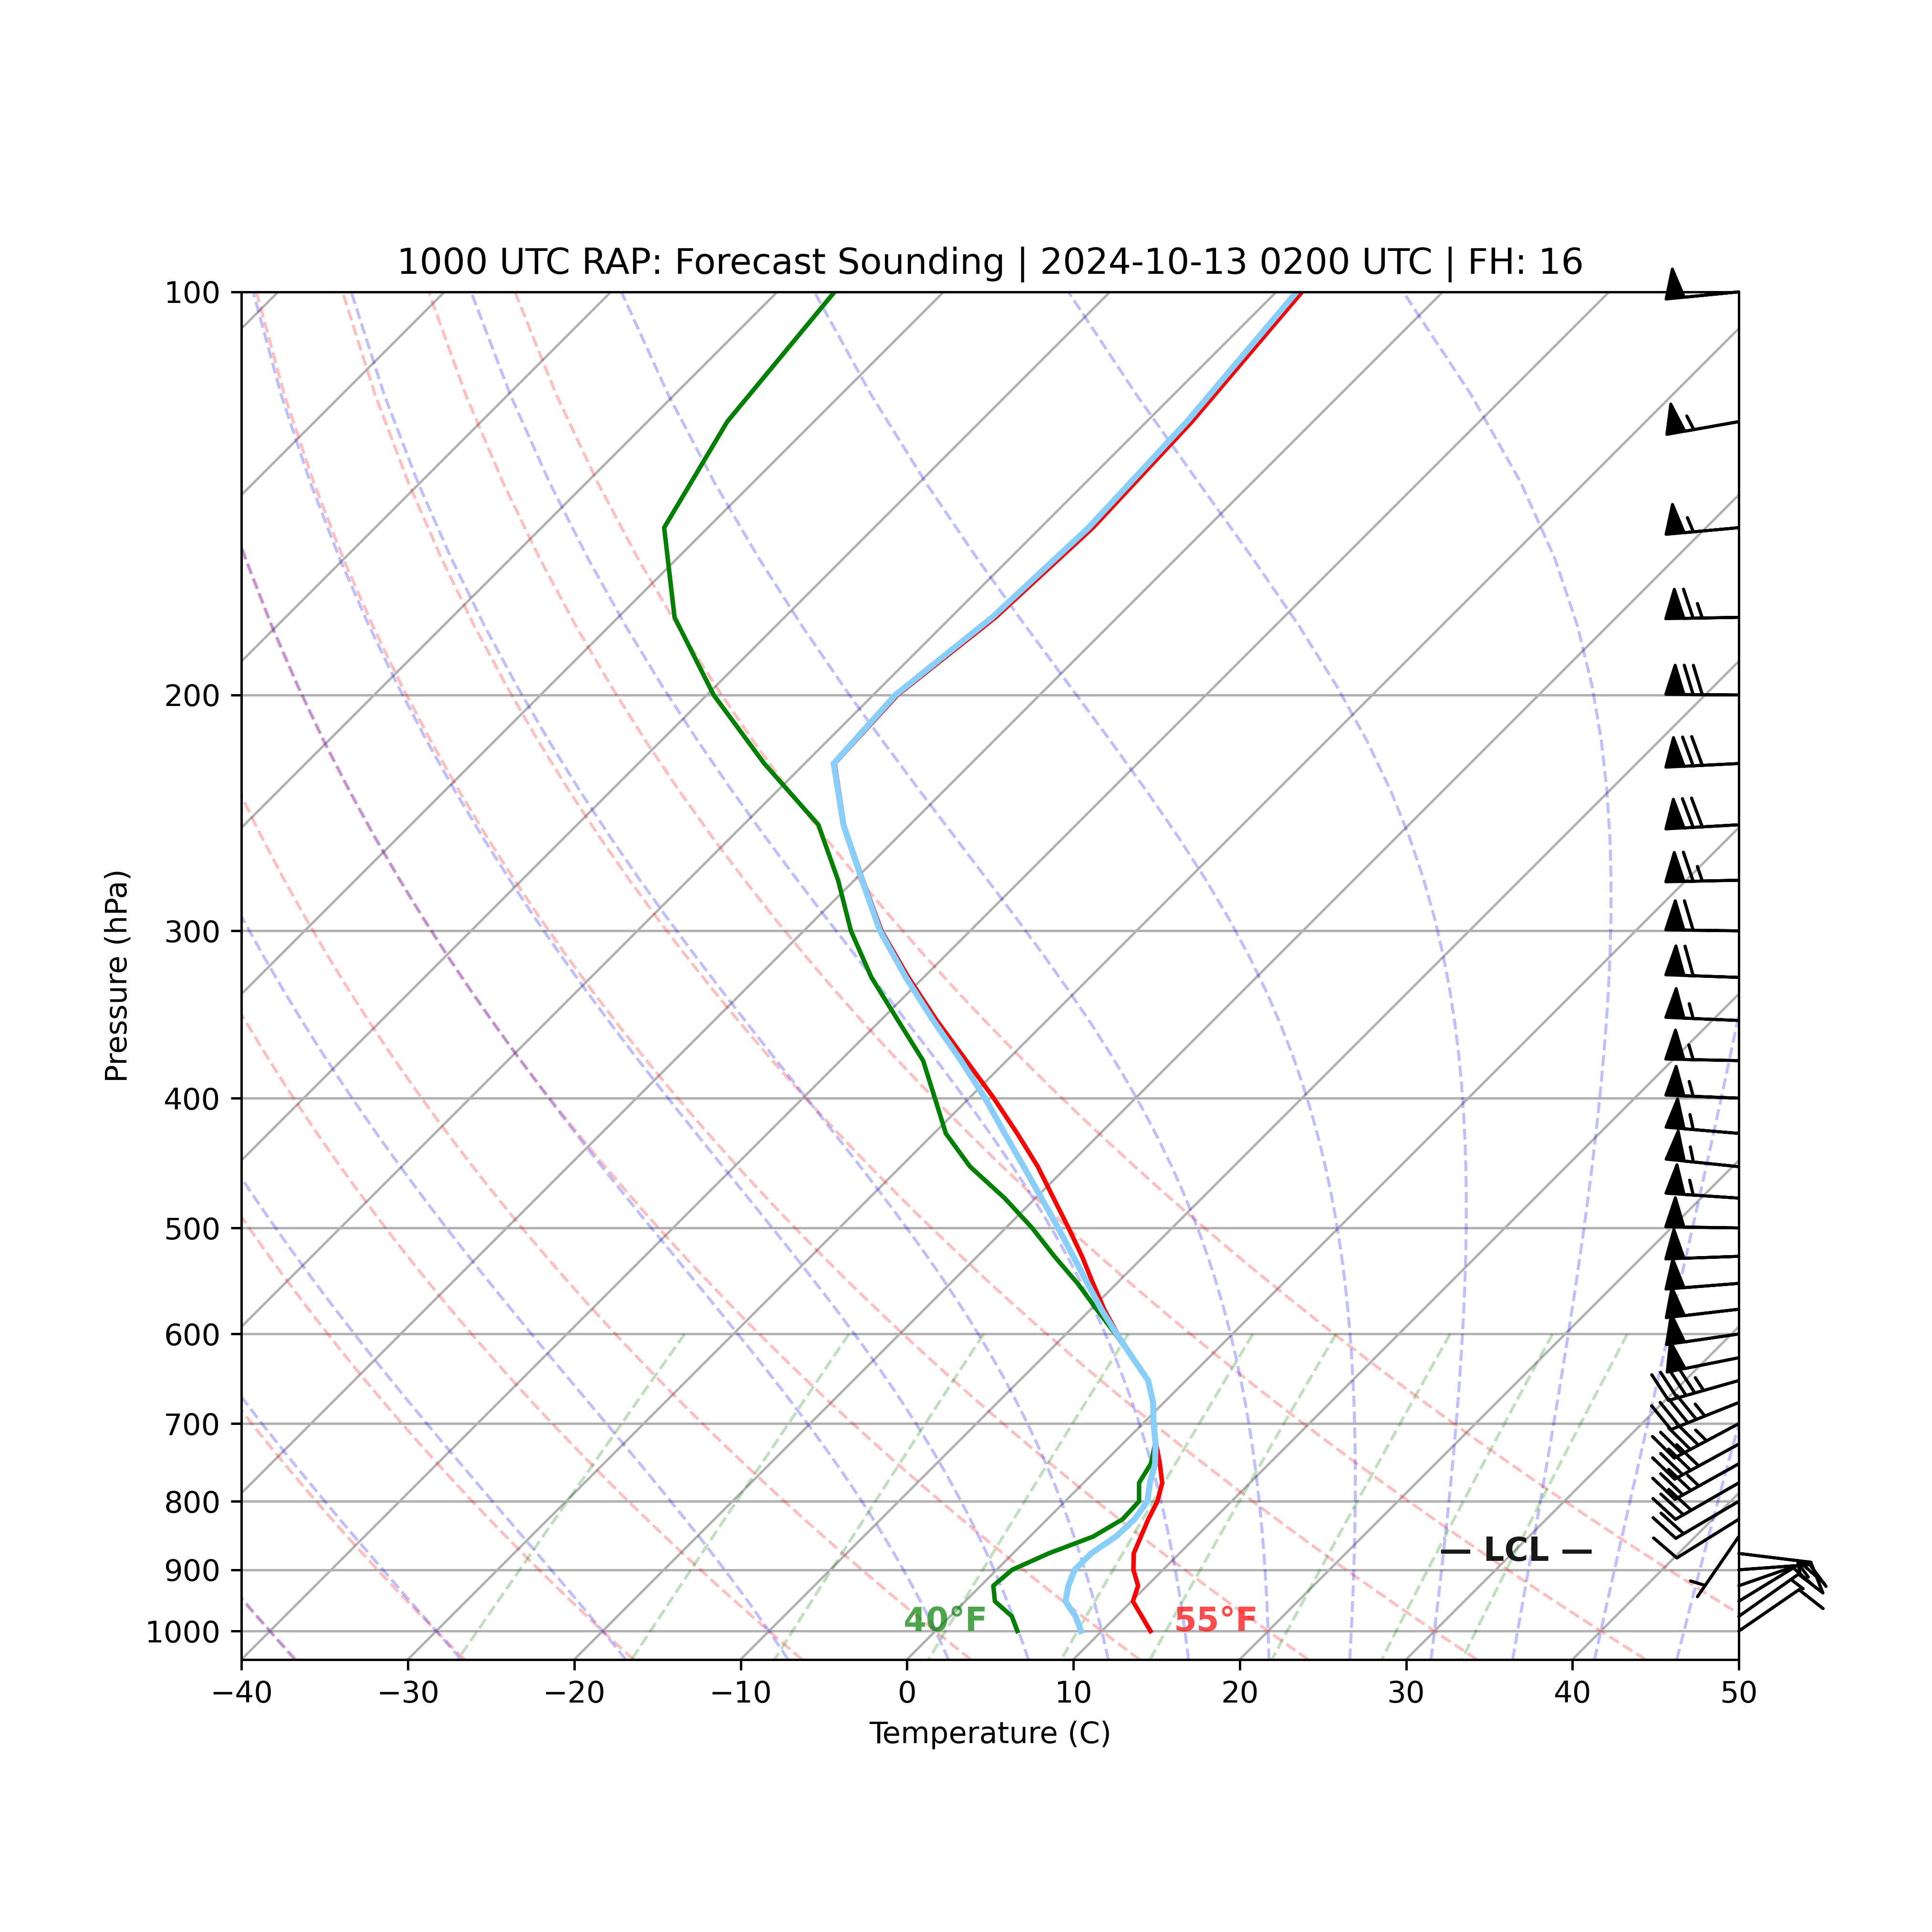 1000 UTC RAP: Forecast Sounding | 2024-10-13 0200 UTC | FH: 16
100
200
300
400
500
600
700
800
900
1000
Pressure (hPa)
— LCL —
40°F
55°F
−40 −30 −20 −10 0 10 20 30 40 50
Temperature (C)